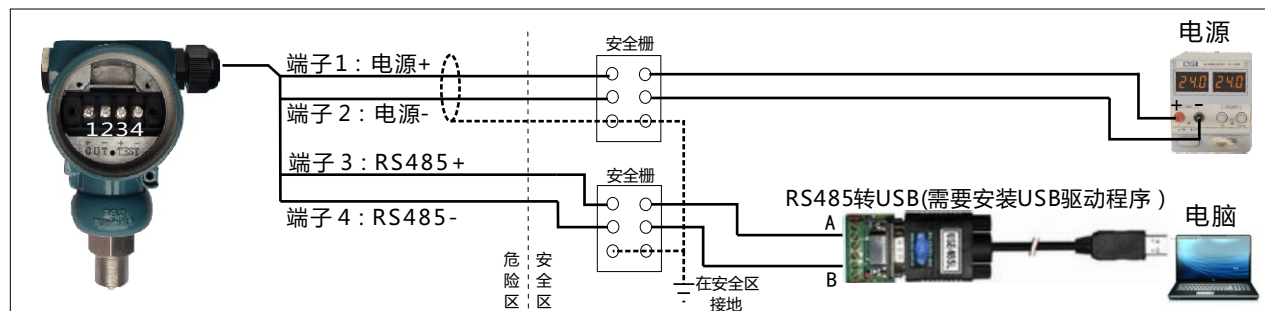 端子1：电源+
端子 2：电源-
端子 3：RS485+
端子 4：RS485-
1234
+ - + -
OUT TEST
危险区
安全区
安全栅
安全栅
在安全区
接地
电源
24.0 24.0
+ -
RS485转USB(需要安装USB驱动程序）
A
B
电脑